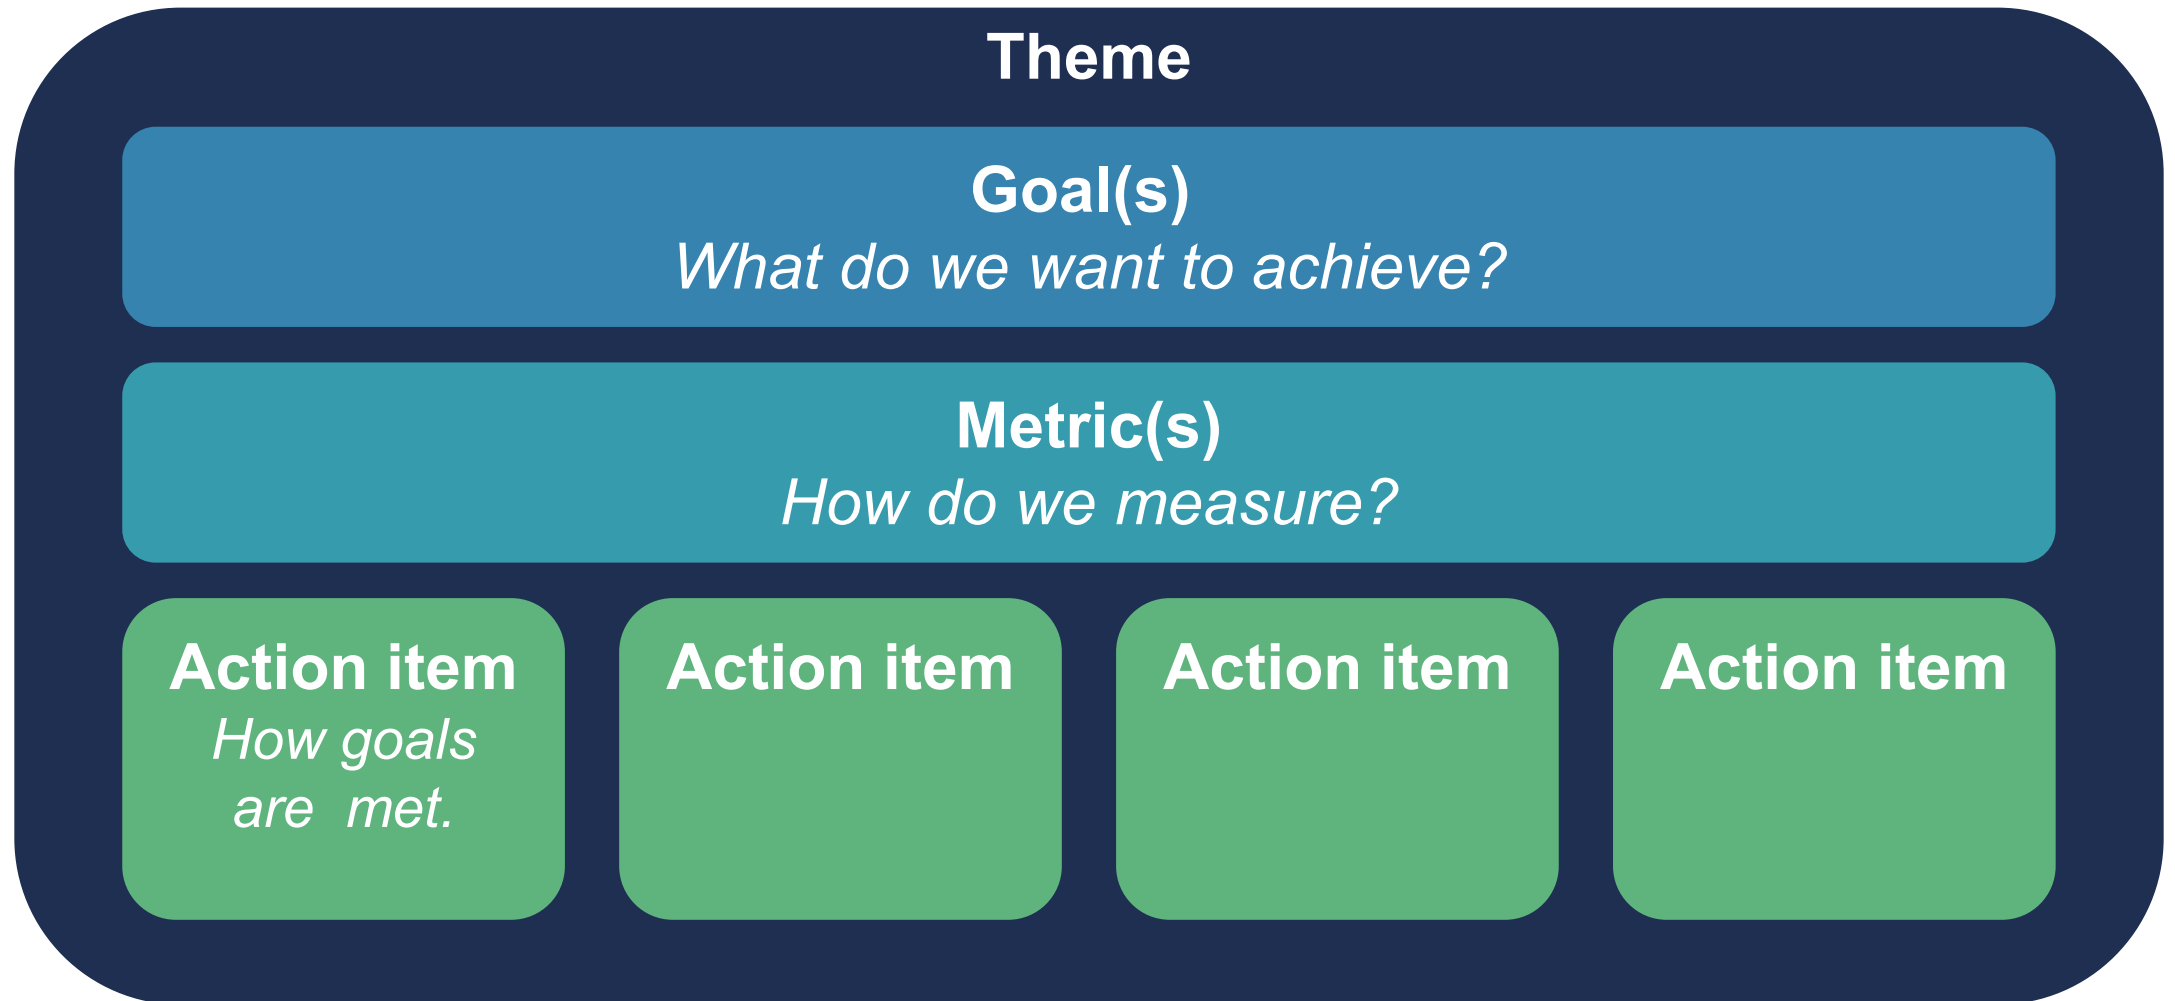 Theme
Goal(s)
What do we want to achieve?
Metric(s)
How do we measure?
Action item
How goals
are  met.
Action item
Action item
Action item